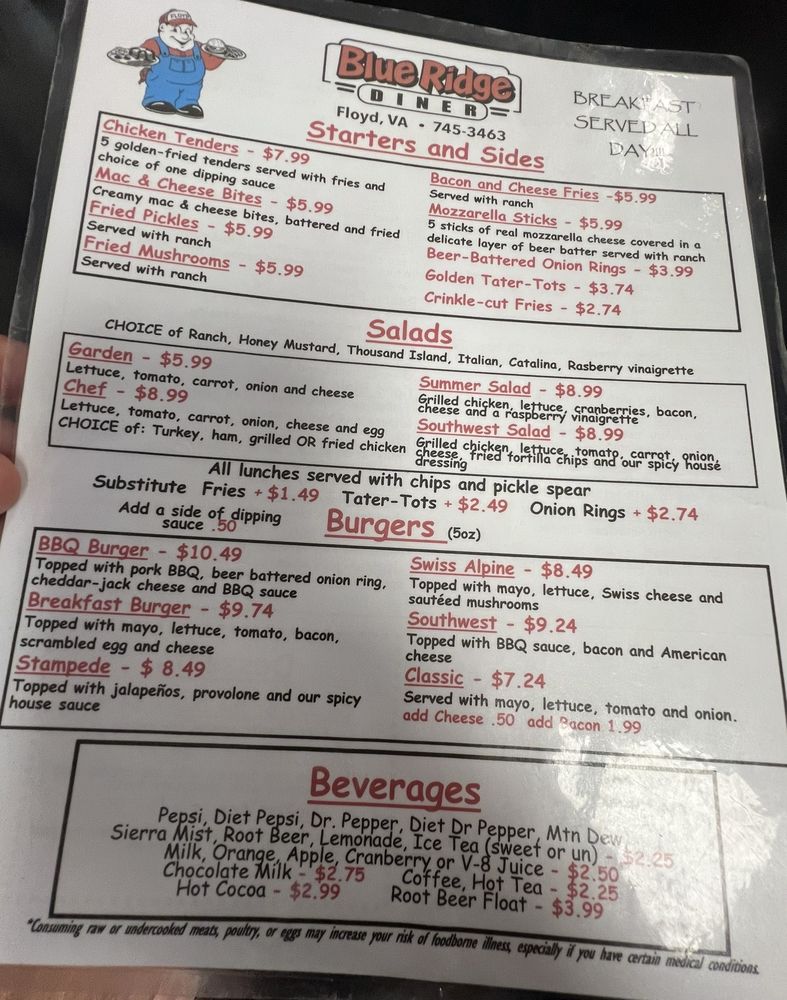 FLOYD
Blue Ridge
DINER
Floyd, VA • 745-3463
BREAKFAST
SERVED ALL
DAY!!!
Starters and Sides
Chicken Tenders - $7.99
5 golden-fried tenders served with fries and
choice of one dipping sauce
Mac & Cheese Bites - $5.99
Creamy mac & cheese bites, battered and fried
Fried Pickles - $5.99
Served with ranch
Fried Mushrooms - $5.99
Served with ranch
Bacon and Cheese Fries -$5.99
Served with ranch
Mozzarella Sticks - $5.99
5 sticks of real mozzarella cheese covered in a
delicate layer of beer batter served with ranch
Beer-Battered Onion Rings - $3.99
Golden Tater-Tots - $3.74
Crinkle-cut Fries - $2.74
Salads
CHOICE of Ranch, Honey Mustard, Thousand Island, Italian, Catalina, Rasberry vinaigrette
Garden - $5.99
Lettuce, tomato, carrot, onion and cheese
Chef - $8.99
Lettuce, tomato, carrot, onion, cheese and egg
CHOICE of: Turkey, ham, grilled OR fried chicken
Summer Salad - $8.99
Grilled chicken, lettuce, cranberries, bacon,
cheese and a raspberry vinaigrette
Southwest Salad - $8.99
Grilled chicken, lettuce, tomato, carrot, onion,
cheese, fried tortilla chips and our spicy house
dressing
All lunches served with chips and pickle spear
Substitute Fries + $1.49 Tater-Tots + $2.49 Onion Rings + $2.74
Add a side of dipping
sauce .50
Burgers (5oz)
BBQ Burger - $10.49
Topped with pork BBQ, beer battered onion ring,
cheddar-jack cheese and BBQ sauce
Breakfast Burger - $9.74
Topped with mayo, lettuce, tomato, bacon,
scrambled egg and cheese
Stampede - $ 8.49
Topped with jalapeños, provolone and our spicy
house sauce
Swiss Alpine - $8.49
Topped with mayo, lettuce, Swiss cheese and
sautéed mushrooms
Southwest - $9.24
Topped with BBQ sauce, bacon and American
cheese
Classic - $7.24
Served with mayo, lettuce, tomato and onion.
add Cheese .50 add Bacon 1.99
Beverages
Pepsi, Diet Pepsi, Dr. Pepper, Diet Dr Pepper, Mtn Dew
Sierra Mist, Root Beer, Lemonade, Ice Tea (sweet or un) - $2.25
Milk, Orange, Apple, Cranberry or V-8 Juice - $2.50
Chocolate Milk - $2.75 Coffee, Hot Tea - $2.25
Hot Cocoa - $2.99 Root Beer Float - $3.99
*Consuming raw or undercooked meats, poultry, or eggs may increase your risk of foodborne illness, especially if you have certain medical conditions.